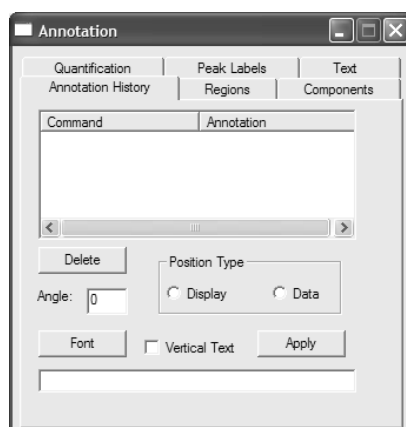 Annotation
Quantification Peak Labels Text
Annotation History Regions Components
Command Annotation
Delete
Position Type
Angle: 0
Display Data
Font Vertical Text Apply